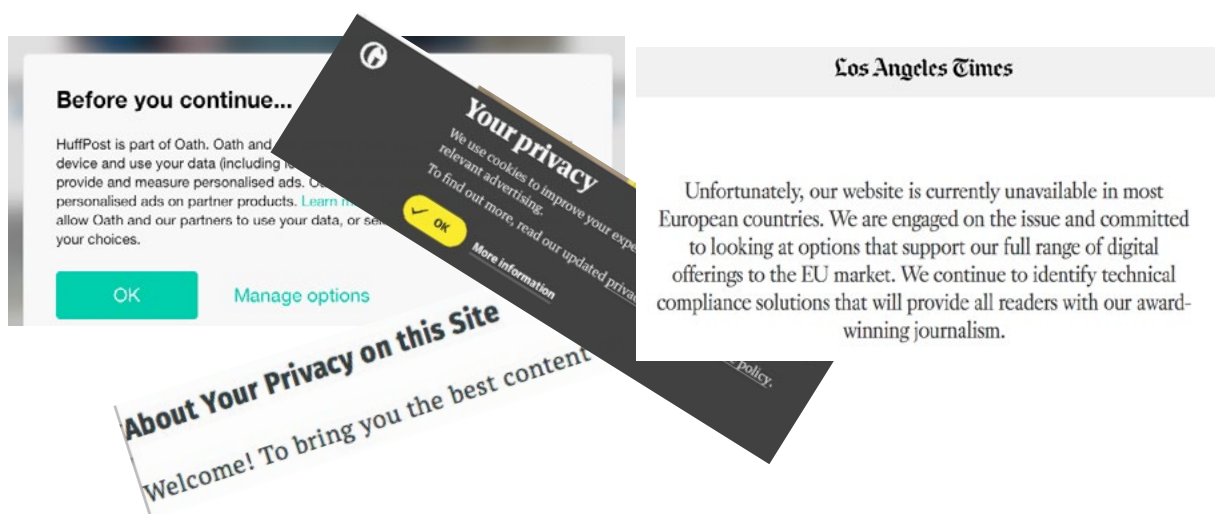 Before you continue...
HuffPost is part of Oath. Oath and
device and use your data (including
provide and measure personalised ads.
personalised ads on partner products. Learn
allow Oath and our partners to use your data, or
your choices.
OK
Manage options
Your privacy
We use cookies to improve your
relevant advertising.
To find out more, read our updated
policy.
OK
More information
About Your Privacy on this Site
Welcome! To bring you the best content
Los Angeles Times
Unfortunately, our website is currently unavailable in most
European countries. We are engaged on the issue and committed
to looking at options that support our full range of digital
offerings to the EU market. We continue to identify technical
compliance solutions that will provide all readers with our award-
winning journalism.